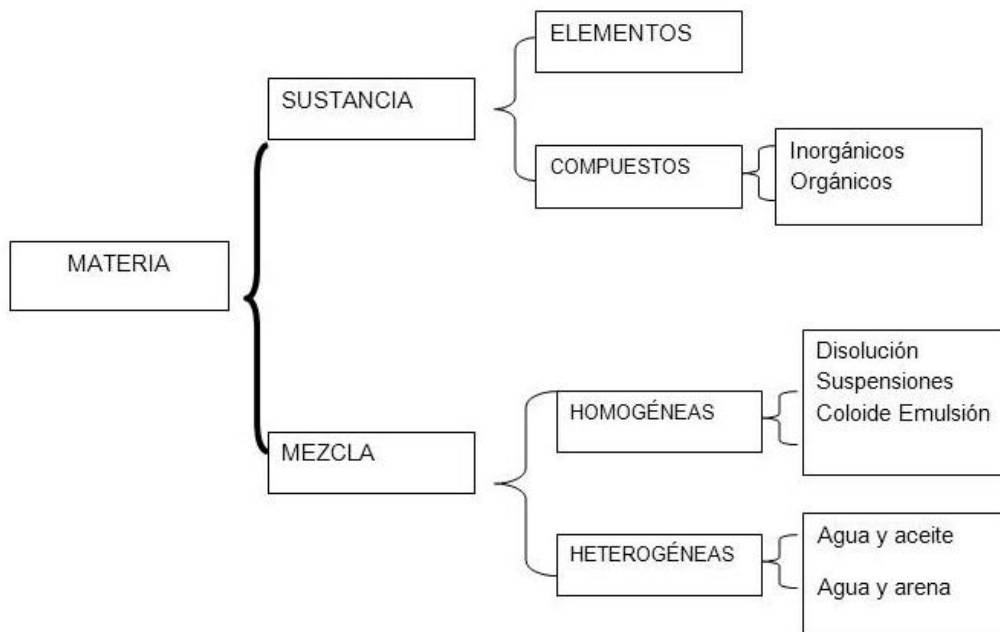 MATERIA
SUSTANCIA
ELEMENTOS
COMPUESTOS
Inorgánicos
Orgánicos
MEZCLA
HOMOGÉNEAS
Disolución
Suspensiones
Coloide Emulsión
HETEROGÉNEAS
Agua y aceite
Agua y arena